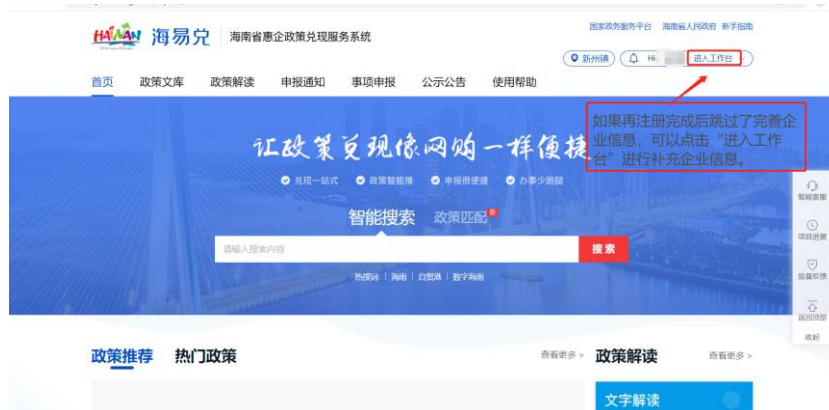 国家政务服务平台 海南省人民政府 新手指南
HAINAN 海易兑 海南省惠企政策兑现服务系统
新州镇 Hi 进入工作台
首页 政策文库 政策解读 申报通知 事项申报 公示公告 使用帮助
如果再注册完成后跳过了完善企
业信息，可以点击“进入工作
台”进行补充企业信息。
让政策兑现像网购一样便捷
兑现一站式 政策智能推 申报很便捷 办事少跑腿
智能搜索 政策匹配
请输入搜索内容 搜索
热搜词 海南 自贸港 数字海南
智能客服
项目进展
监督反馈
返回顶部
收起
政策推荐 热门政策 查看更多 > 政策解读 查看更多 >
文字解读